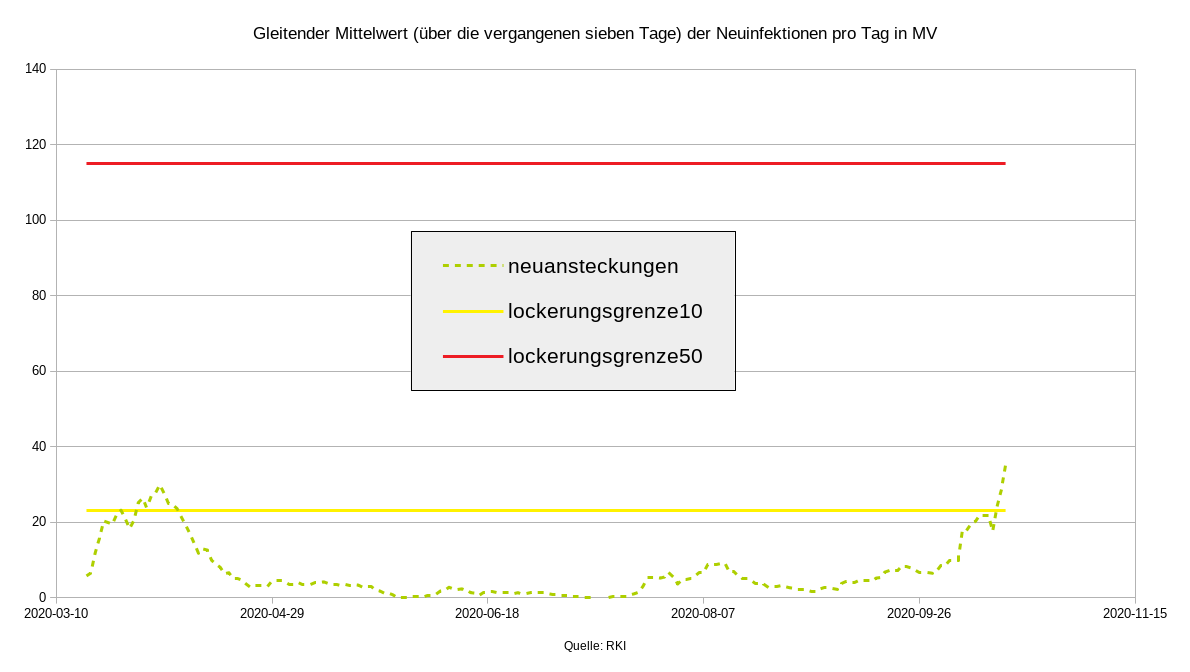 Gleitender Mittelwert (über die vergangenen sieben Tage) der Neuinfektionen pro Tag in MV
140
120
100
80
60
40
20
0
neuansteckungen
lockerungsgrenze10
lockerungsgrenze50
2020-03-10 2020-04-29 2020-06-18 2020-08-07 2020-09-26 2020-11-15
Quelle: RKI